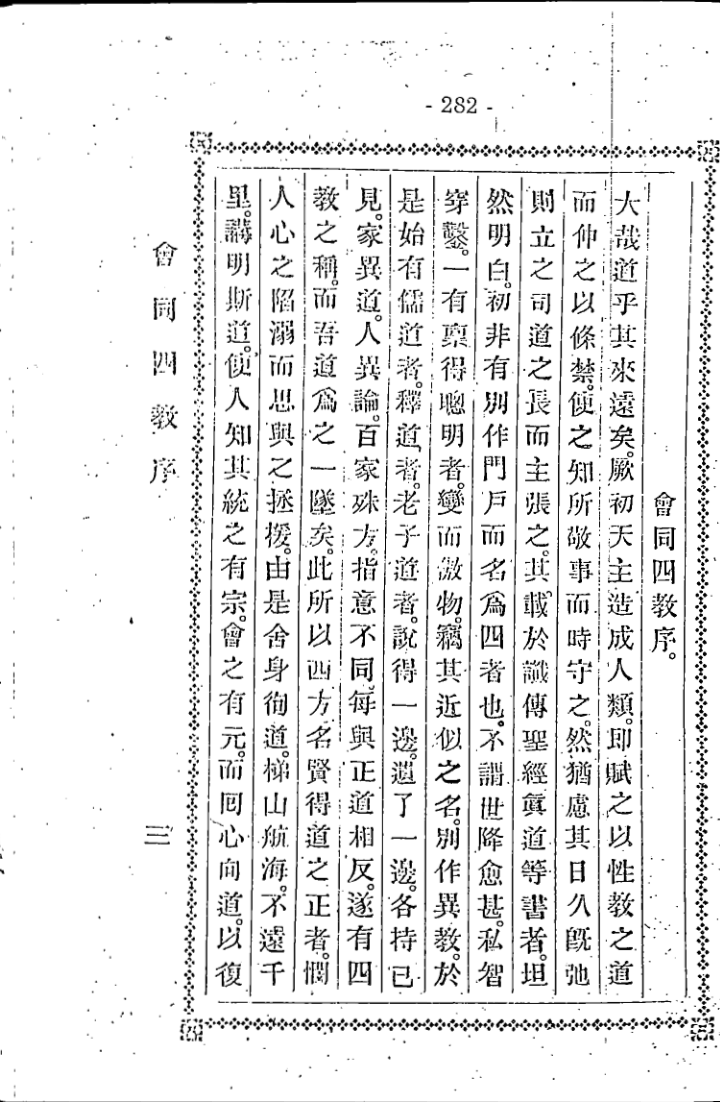 - 282 -
會同四教序。
大哉道乎其來遠矣。厥初天主造成人類。卽賦之以性教之道
而伸之以條禁。使之知所敬事而時守之。然猶慮其日久旣弛
則立之司道之長而主張之。其載於讖傳聖經眞道等書者。坦
然明白。初非有別作門戶而名爲四者也。不謂世降愈甚。私智
穿鑿。一有禀得聰明者。變而激物。竊其近似之名。別作異教。於
是始有儒道者。釋道者。老子道者。說得一邊。遺了一邊。各持已
見。家異道。人異論。百家殊方。指意不同。每與正道相反。遂有四
教之稱。而吾道爲之一墜矣。此所以西方名賢得道之正者。憫
人心之陷溺而思與之拯援。由是舍身徇道。梯山航海。不遠千
里。講明斯道。使人知其統之有宗。會之有元。而回心向道。以復
會同四教序
三